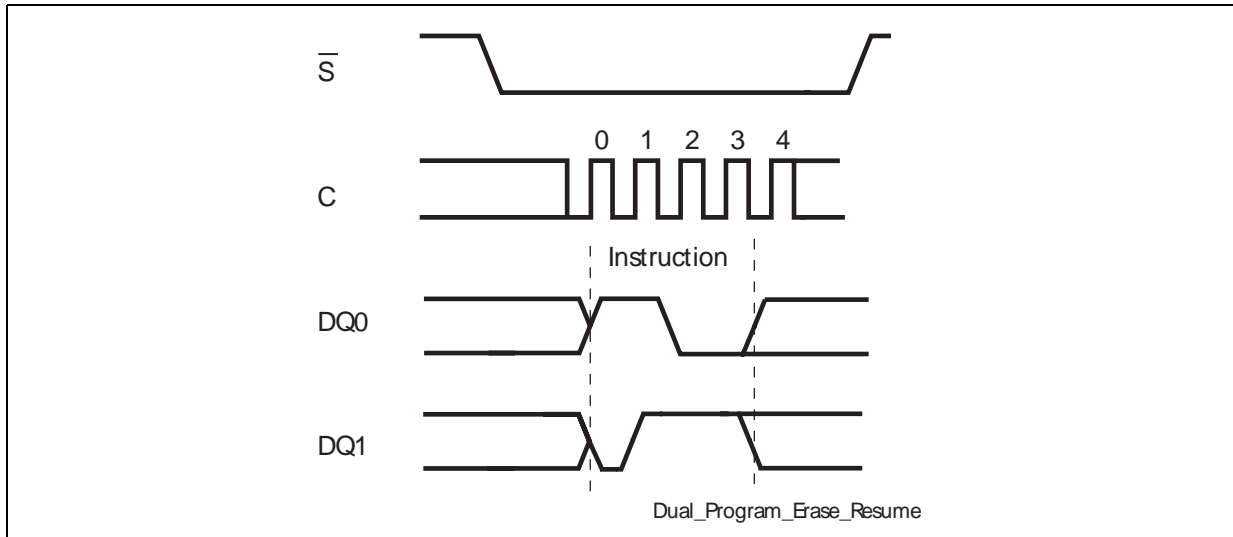 S
0 1 2 3 4
C
Instruction
DQ0
DQ1
Dual_Program_Erase_Resume